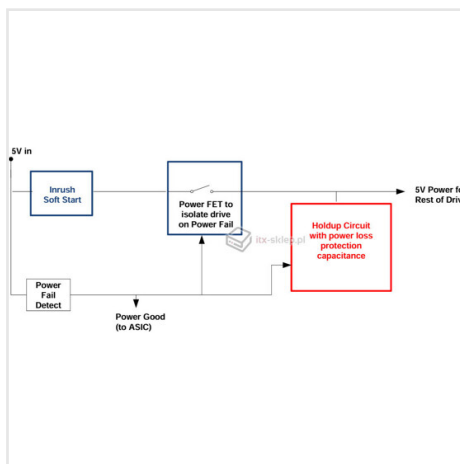 5V in
Inrush
Soft Start
Power FET to
isolate drive
on Power Fail
5V Power fo
Rest of Driv
itx-sklep.pl
Holdup Circuit
with power loss
protection
capacitance
Power
Fail
Detect
Power Good
(to ASIC)